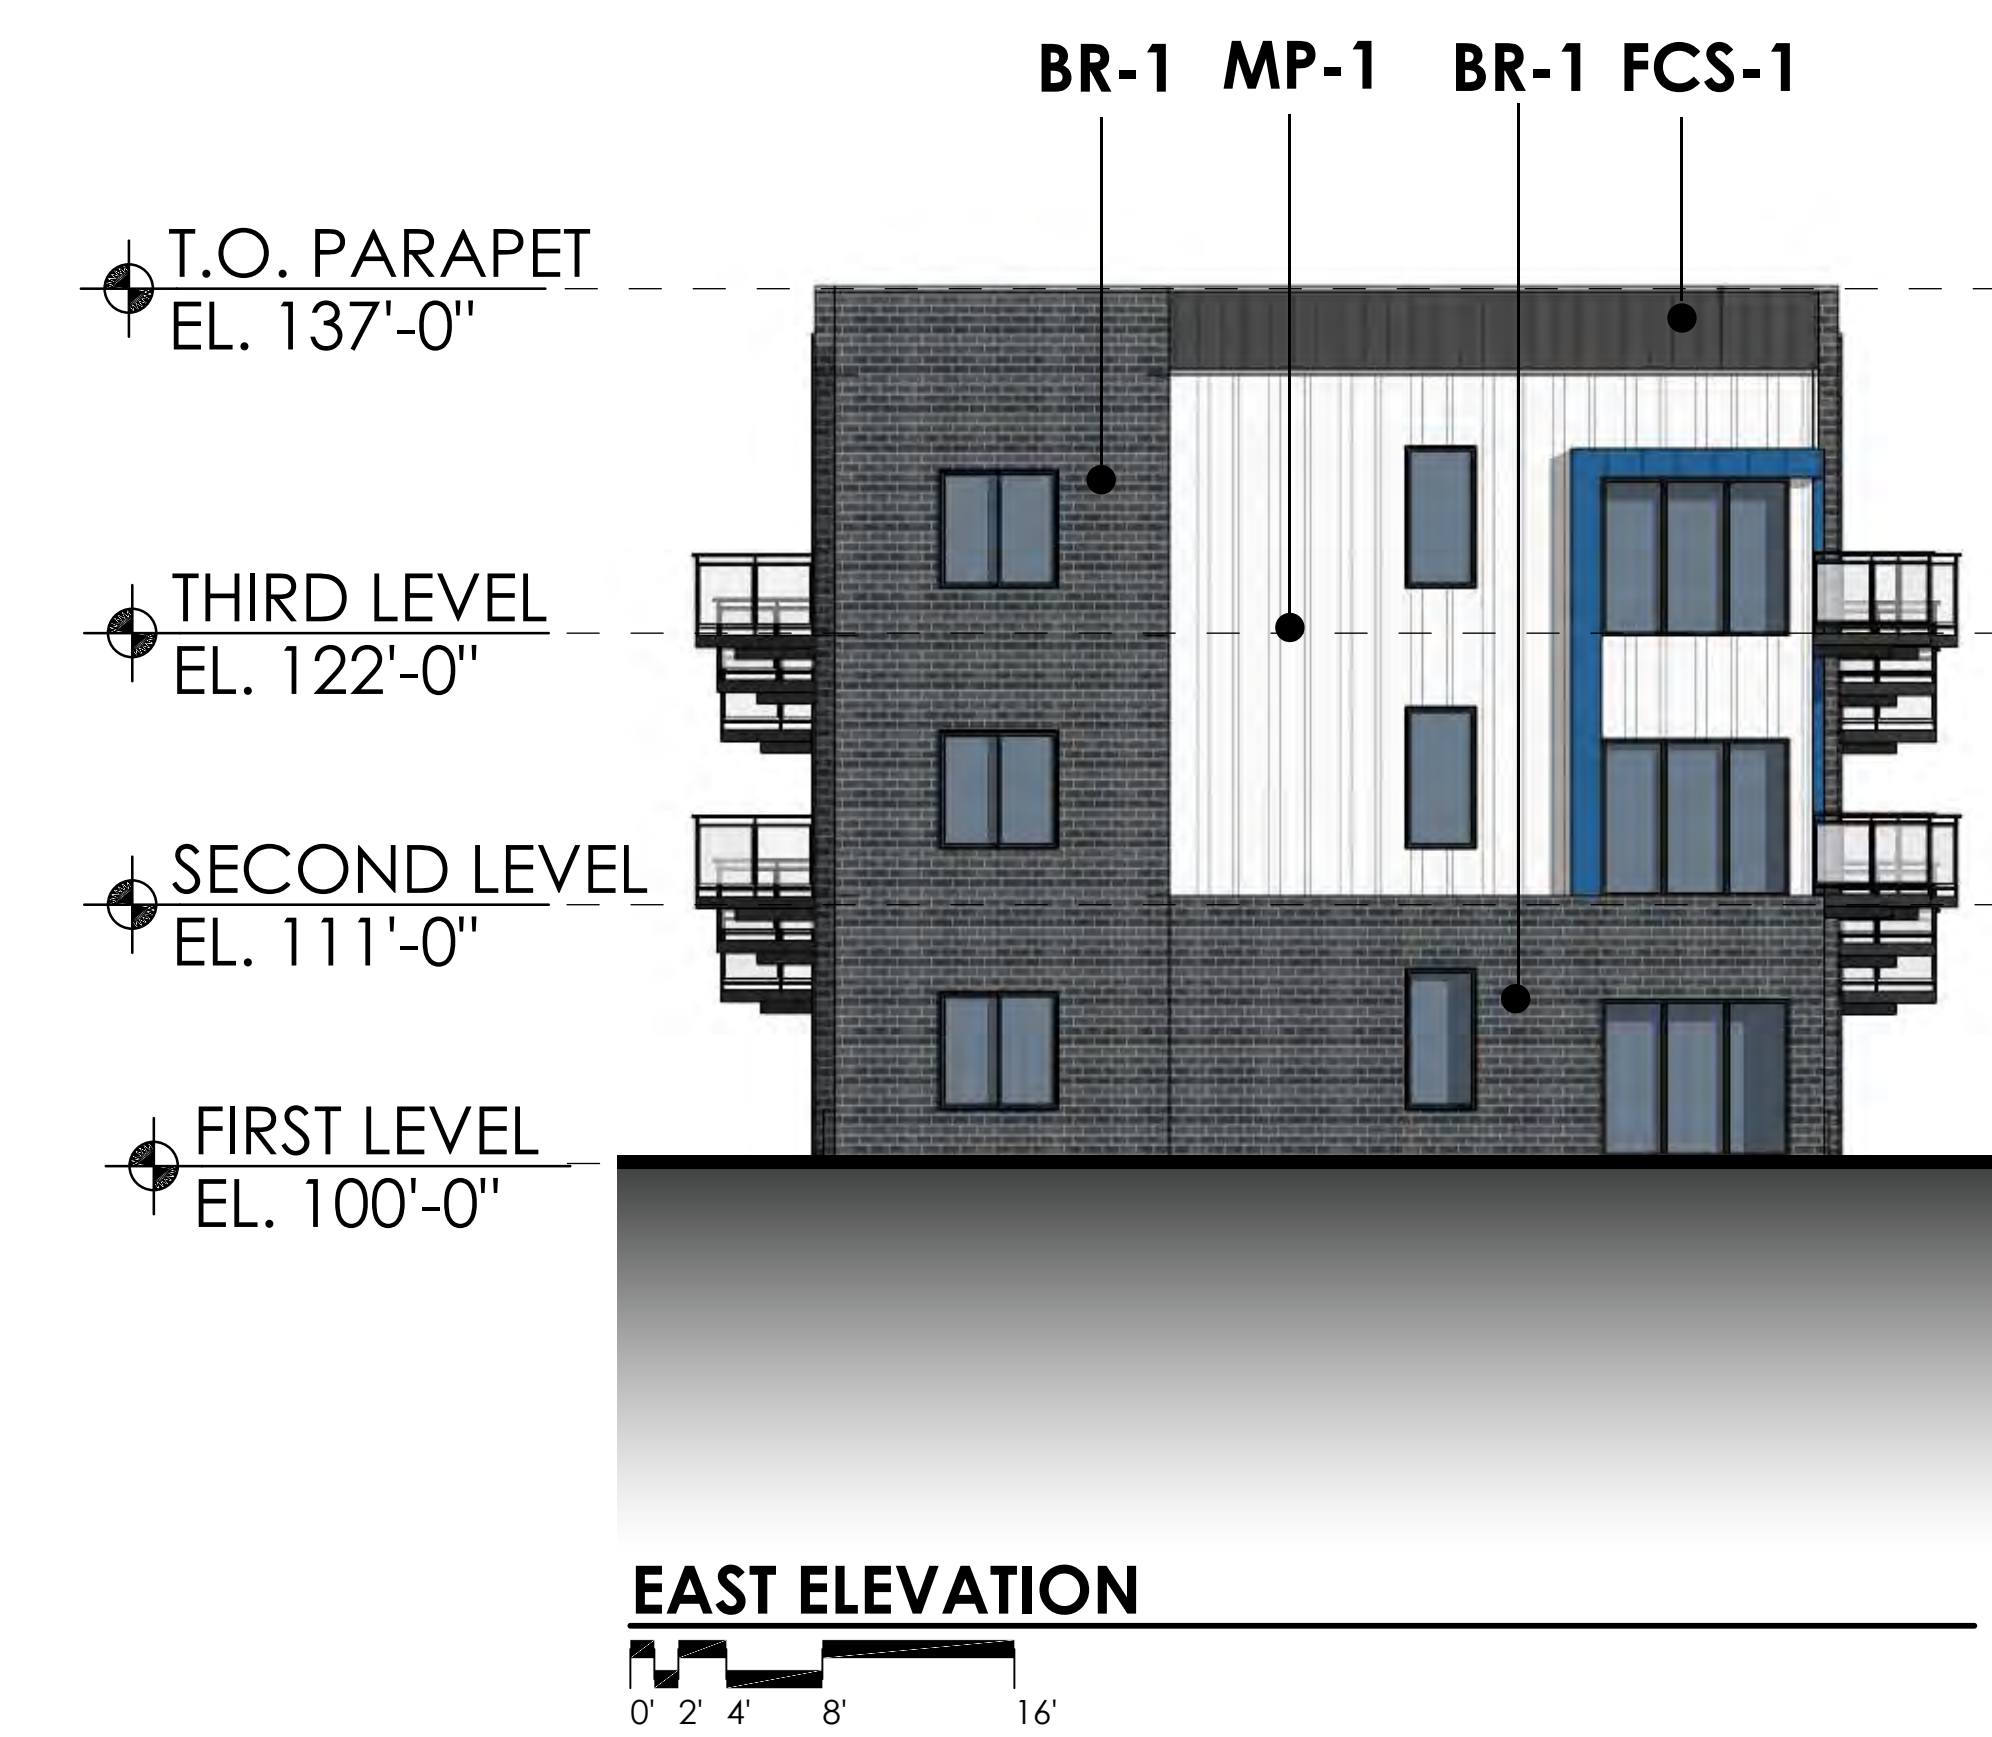 BR-1 MP-1 BR-1 FCS-1
T.O. PARAPET
EL. 137'-0"
THIRD LEVEL
EL. 122'-0"
SECOND LEVEL
EL. 111'-0"
FIRST LEVEL
EL. 100'-0"
EAST ELEVATION
0' 2' 4' 8' 16'